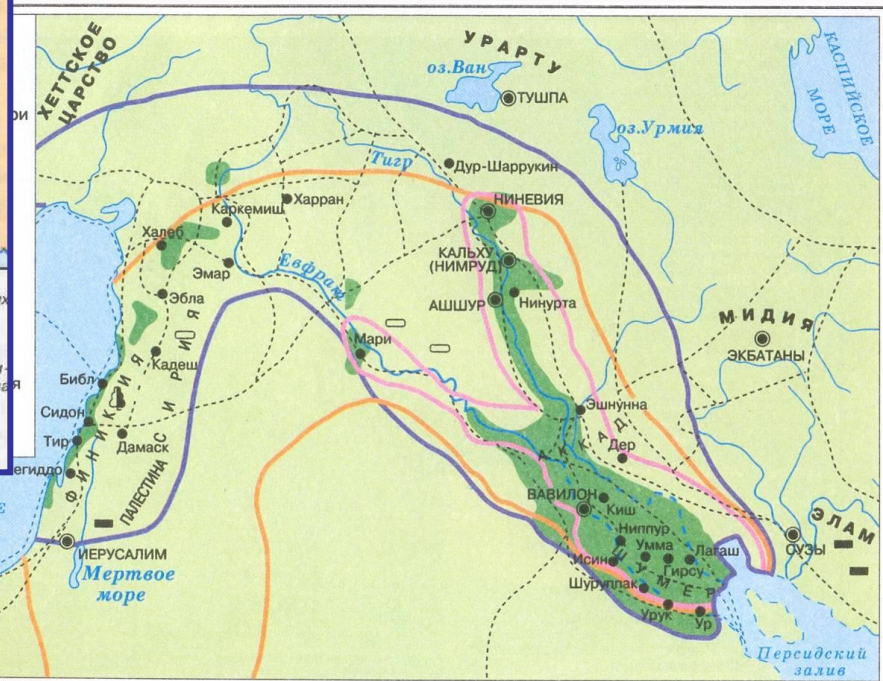 ХЕТТСКОЕ
ЦАРСТВО
УРАРТУ
оз.Ван
ТУШПА
КАСПИЙСКОЕ
МОРЕ
оз.Урмия
Тигр
Дур-Шаррукин
Харран
НИНЕВИЯ
Каркемиш
Халеб
КАЛЬХУ
(НИМРУД)
Эмар
Евфрат
Эбла
АШШУР
Нинурта
МИДИЯ
ЭКБАТАНЫ
Мари
Кадеш
Библ
СИРИЯ
ФИНИКИЯ
Сидон
Эшнунна
АККАД
Тир
Дамаск
Дер
егиддо
ПАЛЕСТИНА
ВАВИЛОН
Киш
ЭЛАМ
Ниппур
СУЗЫ
ИЕРУСАЛИМ
Умма
Лагаш
Исин
Гирсу
Мертвое
море
ШУМЕР
Шуруппак
Урук
Ур
Персидский
залив